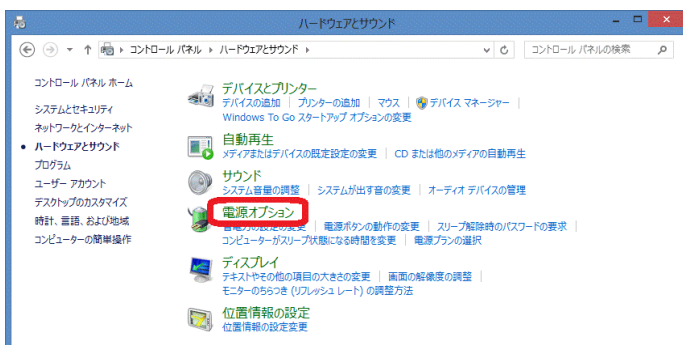 ハードウェアとサウンド
コントロール パネル ハードウェアとサウンド コントロール パネルの検索
コントロール パネル ホーム
システムとセキュリティ
ネットワークとインターネット
ハードウェアとサウンド
プログラム
ユーザー アカウント
デスクトップのカスタマイズ
時計、言語、および地域
コンピューターの簡単操作
デバイスとプリンター
デバイスの追加 プリンターの追加 マウス デバイス マネージャー
Windows To Go スタートアップ オプションの変更
自動再生
メディアまたはデバイスの既定設定の変更 CD または他のメディアの自動再生
サウンド
システム音量の調整 システムが出す音の変更 オーディオ デバイスの管理
電源オプション
省電力の設定の変更 電源ボタンの動作の変更 スリープ解除時のパスワードの要求
コンピューターがスリープ状態になる時間を変更 電源プランの選択
ディスプレイ
テキストやその他の項目の大きさの変更 画面の解像度の調整
モニターのちらつき (リフレッシュ レート) の調整方法
位置情報の設定
位置情報の設定変更